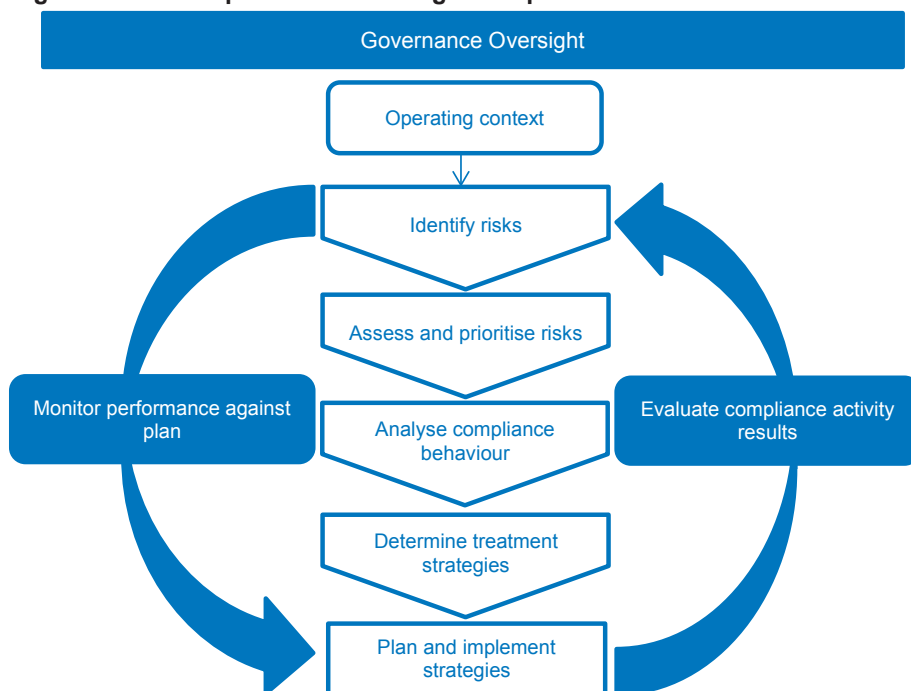 Governance Oversight
Operating context
Identify risks
Assess and prioritise risks
Monitor performance against
plan
Analyse compliance
behaviour
Evaluate compliance activity
results
Determine treatment
strategies
Plan and implement
strategies